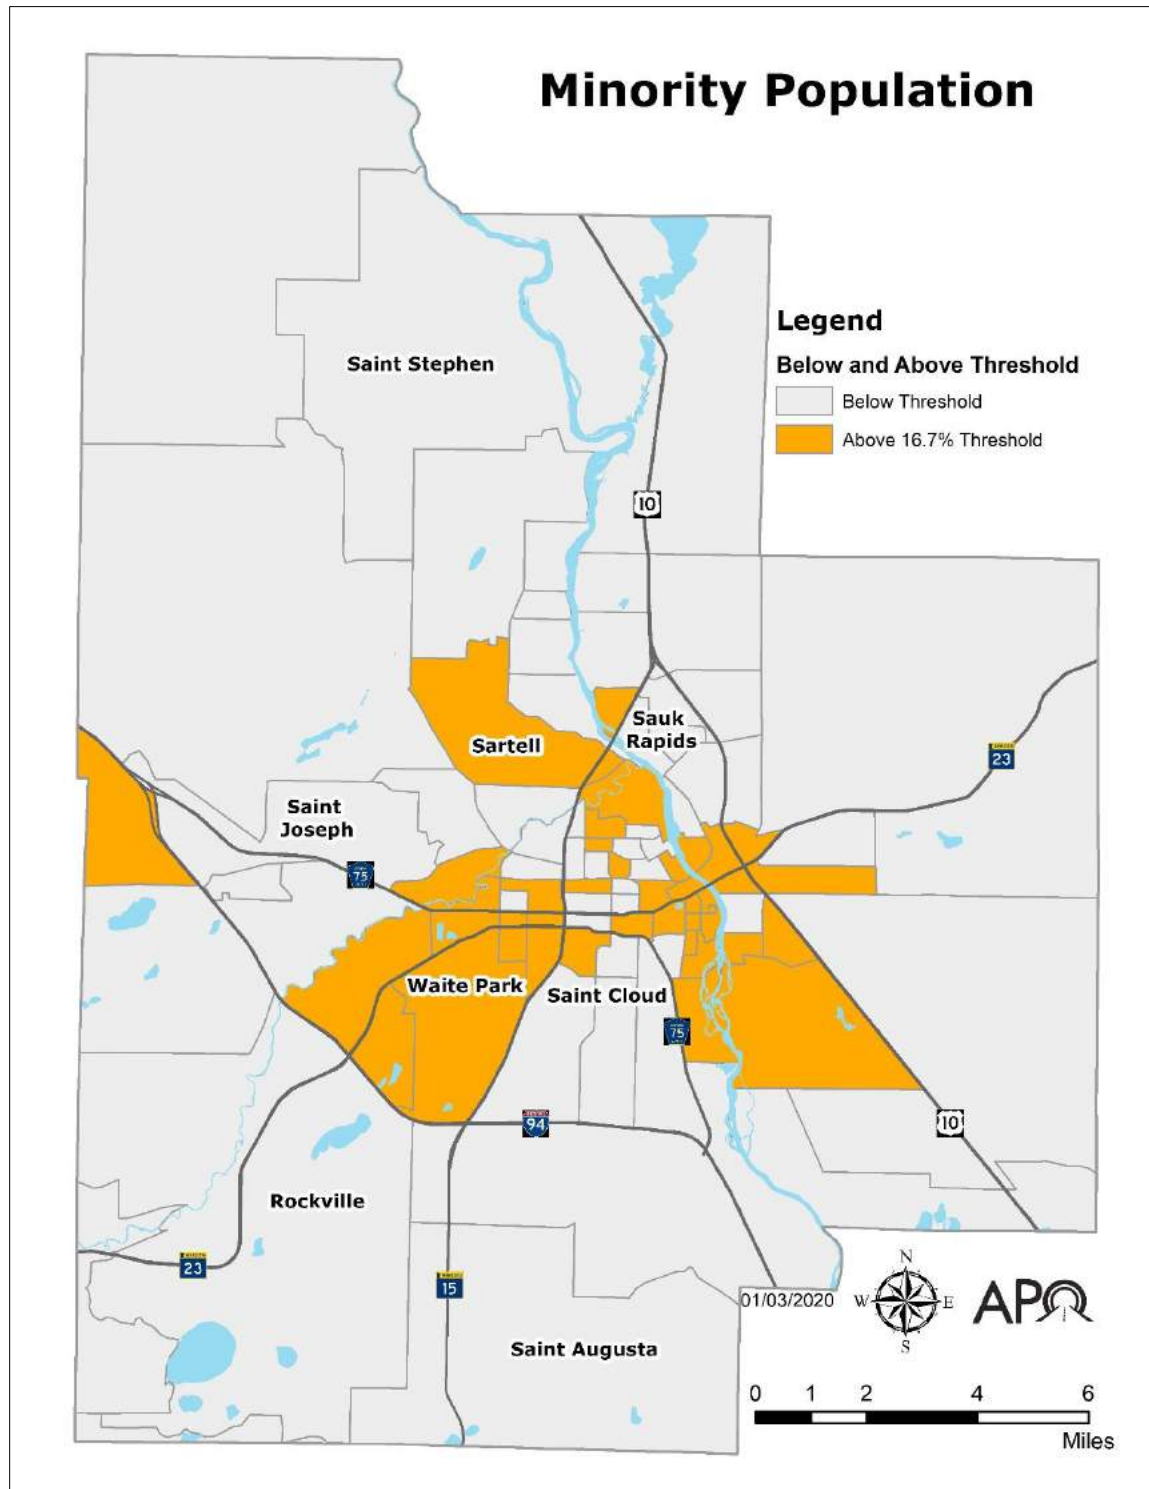 Minority Population
Legend
Below and Above Threshold
Below Threshold
Above 16.7% Threshold
Saint Stephen
10
Sauk
Rapids
Sartell
23
Saint
Joseph
75
Waite Park
Saint Cloud
75
94
10
Rockville
23
15
01/03/2020
N
W
E
S
APO
Saint Augusta
0 1 2 4 6
Miles